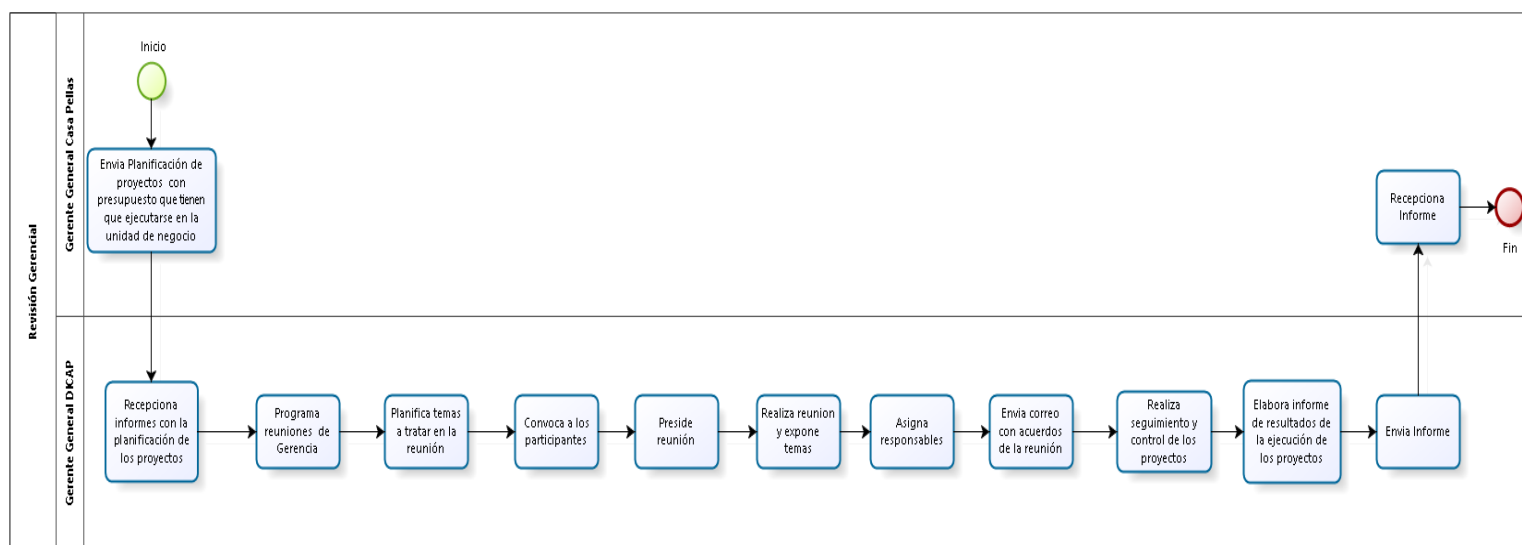 Revisión Gerencial
Gerente General Casa Pellas
Inicio
Envia Planificación de
proyectos con
presupuesto que tienen
que ejecutarse en la
unidad de negocio
Recepciona
Informe
Fin
Gerente General DICAP
Recepciona
informes con la
planificación de
los proyectos
Programa
reuniones de
Gerencia
Planifica temas
a tratar en la
reunión
Convoca a los
participantes
Preside
reunión
Realiza reunion
y expone
temas
Asigna
responsables
Envia correo
con acuerdos
de la reunión
Realiza
seguimiento y
control de los
proyectos
Elabora informe
de resultados de
la ejecución de
los proyectos
Envia Informe